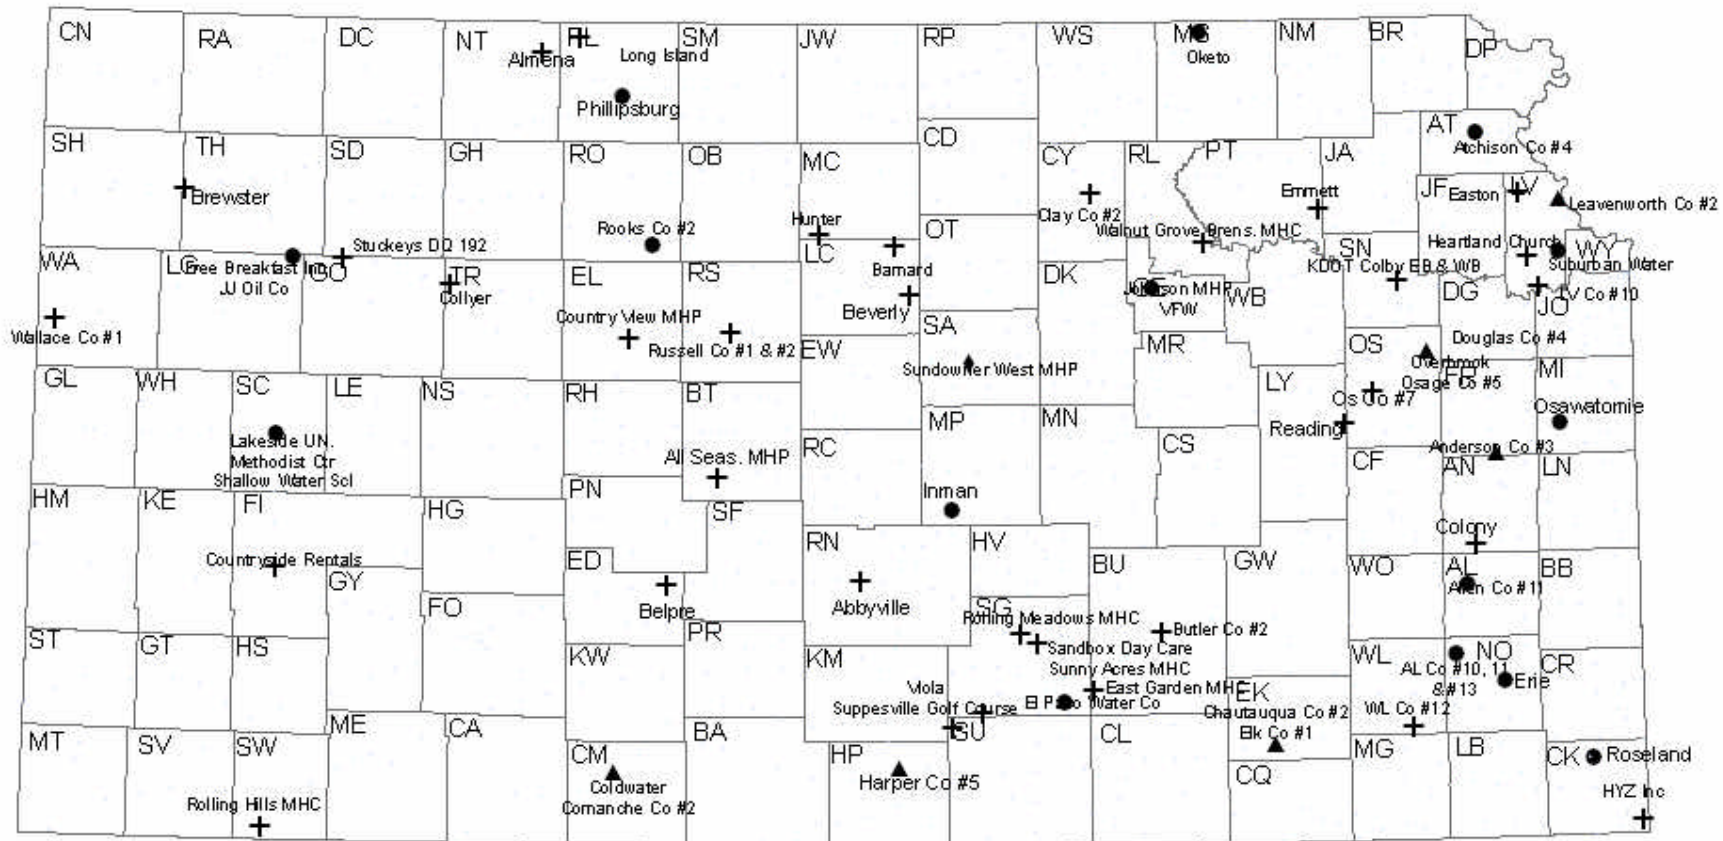 CN
RA
DC
NT
PL
SM
JW
RP
WS
MS
NM
BR
DP
Almena
Long Island
Oketo
Phillipsburg
SH
TH
SD
GH
RO
OB
MC
CD
CY
RL
PT
JA
AT
Atchison Co #4
Brewster
Emmett
JF
Easton
LV
Leavenworth Co #2
Rooks Co #2
Hunter
Clay Co #2
OT
Walnut Grove Brens. MHC
SN
Heartland Church
WY
WA
LG
Free Breakfast Inn
JJ Oil Co
GO
Stuckeys DQ 192
TR
Collyer
EL
RS
LC
Barnard
DK
Johnson MHP
VFW
WB
KDOT Colby EB & WB
Suburban Water
LV Co #10
DG
JO
Wallace Co #1
Country View MHP
Russell Co #1 & #2
Beverly
SA
EW
MR
OS
Douglas Co #4
Sundowner West MHP
Overbrook
Osage Co #5
FR
MI
GL
WH
SC
LE
NS
RH
BT
LY
Os Co #7
Osawatomie
MP
MN
CS
Reading
Lakeside UN.
Methodist Ctr
Shallow Water Scl
All Seas. MHP
RC
CF
Anderson Co #3
AN
LN
HM
KE
FI
HG
PN
SF
Inman
Colony
Countryside Rentals
GY
ED
RN
HV
BU
GW
WO
AL
Allen Co #11
BB
FO
Belpre
Abbyville
SG
Rolling Meadows MHC
Butler Co #2
ST
GT
HS
KW
PR
KM
Sandbox Day Care
Sunny Acres MHC
East Garden MHC
WL
AL Co #10, 11
& #13
NO
Erie
CR
Viola
Suppesville Golf Course
El Paso Water Co
EK
Chautauqua Co #2
Elk Co #1
WL Co #12
MT
SV
SW
ME
CA
CM
BA
HP
SU
CL
CQ
MG
LB
CK
Roseland
Coldwater
Comanche Co #2
Harper Co #5
Rolling Hills MHC
HYZ Inc